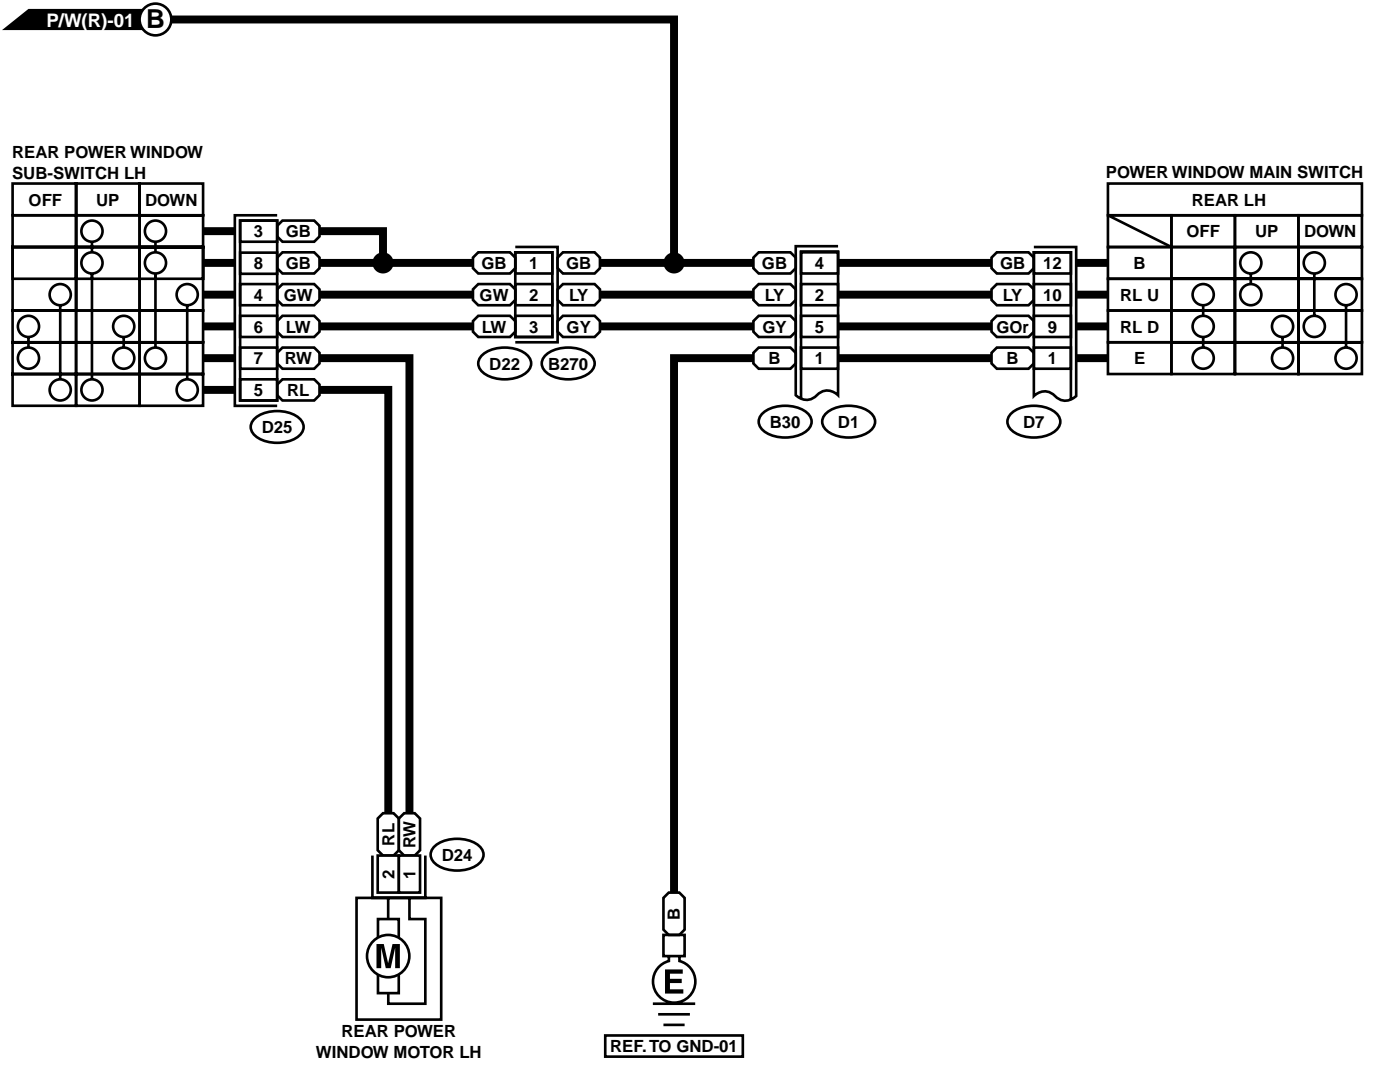 P/W(R)-01 B
REAR POWER WINDOW
SUB-SWITCH LH
OFF UP DOWN
3 GB
8 GB
4 GW
6 LW
7 RW
5 RL
D25
GB 1 GB
GW 2 LY
LW 3 GY
D22 B270
GB 4
LY 2
GY 5
B 1
B30 D1
GB 12
LY 10
GOr 9
B 1
D7
POWER WINDOW MAIN SWITCH
REAR LH
OFF UP DOWN
B
RL U
RL D
E
RL RW
2 1
D24
M
REAR POWER
WINDOW MOTOR LH
B
E
REF. TO GND-01